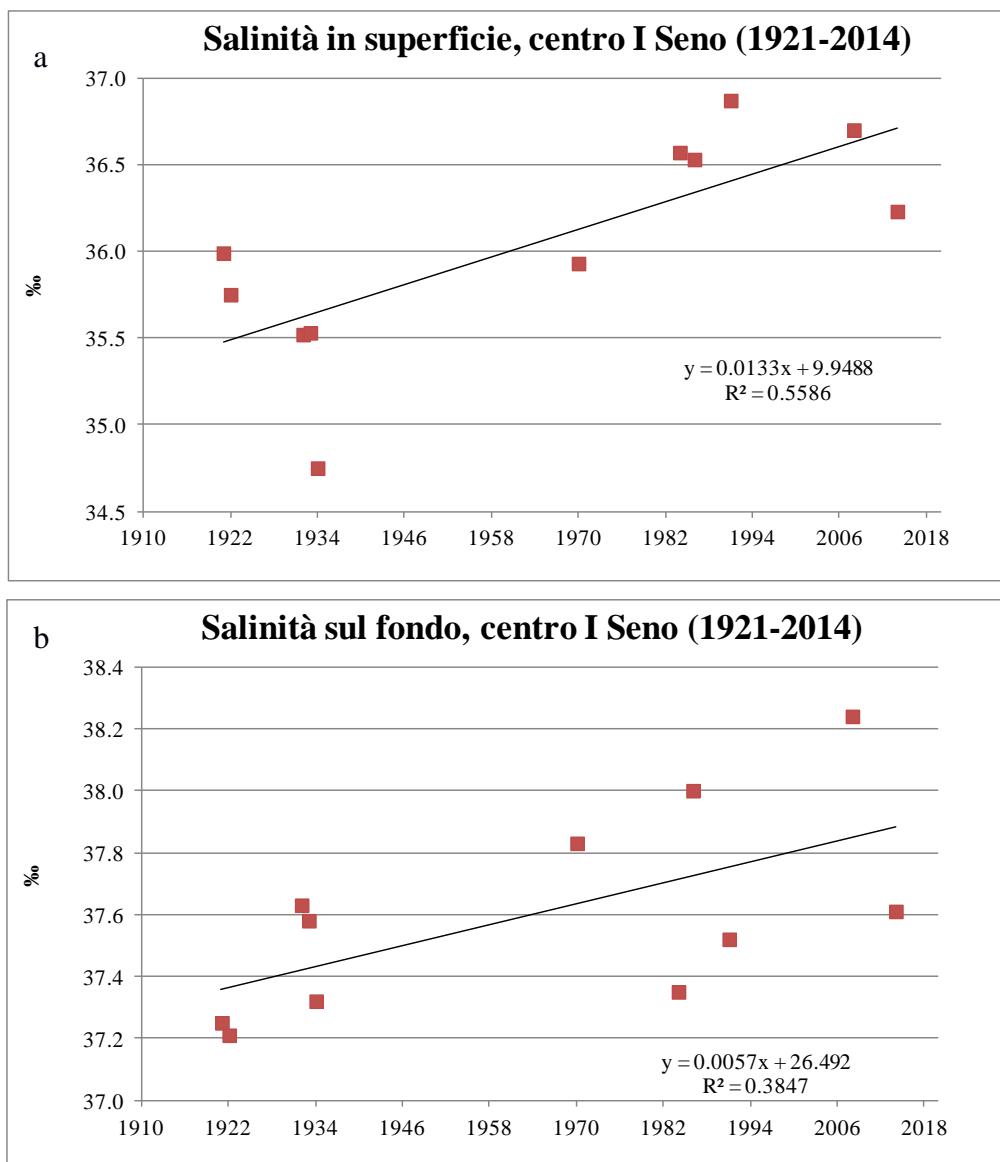 a
Salinità in superficie, centro I Seno (1921-2014)
37.0
36.5
36.0
35.5
35.0
34.5
‰
y = 0.0133x + 9.9488
R² = 0.5586
1910 1922 1934 1946 1958 1970 1982 1994 2006 2018
b
Salinità sul fondo, centro I Seno (1921-2014)
38.4
38.2
38.0
37.8
37.6
37.4
37.2
37.0
‰
y = 0.0057x + 26.492
R² = 0.3847
1910 1922 1934 1946 1958 1970 1982 1994 2006 2018